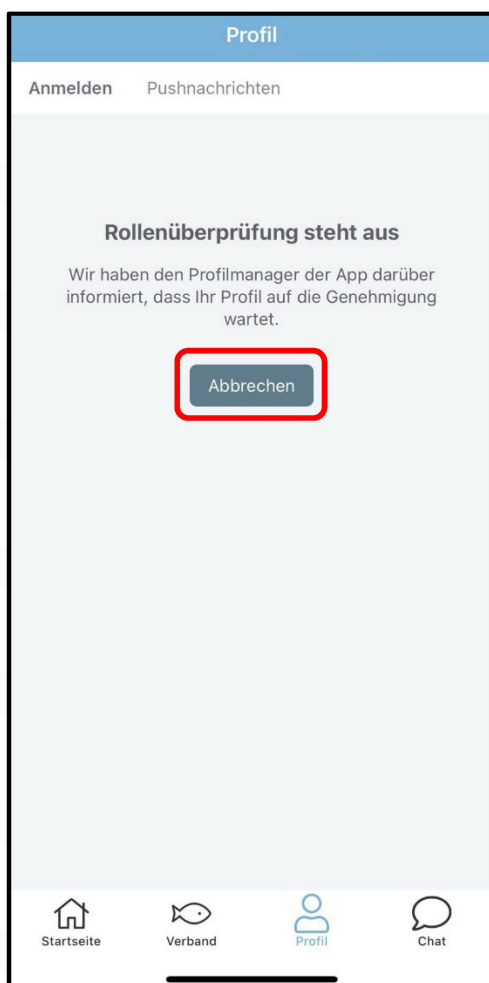 Profil
Anmelden Pushnachrichten
Rollenüberprüfung steht aus
Wir haben den Profilmanager der App darüber
informiert, dass Ihr Profil auf die Genehmigung
wartet.
Abbrechen
Startseite Verband Profil Chat